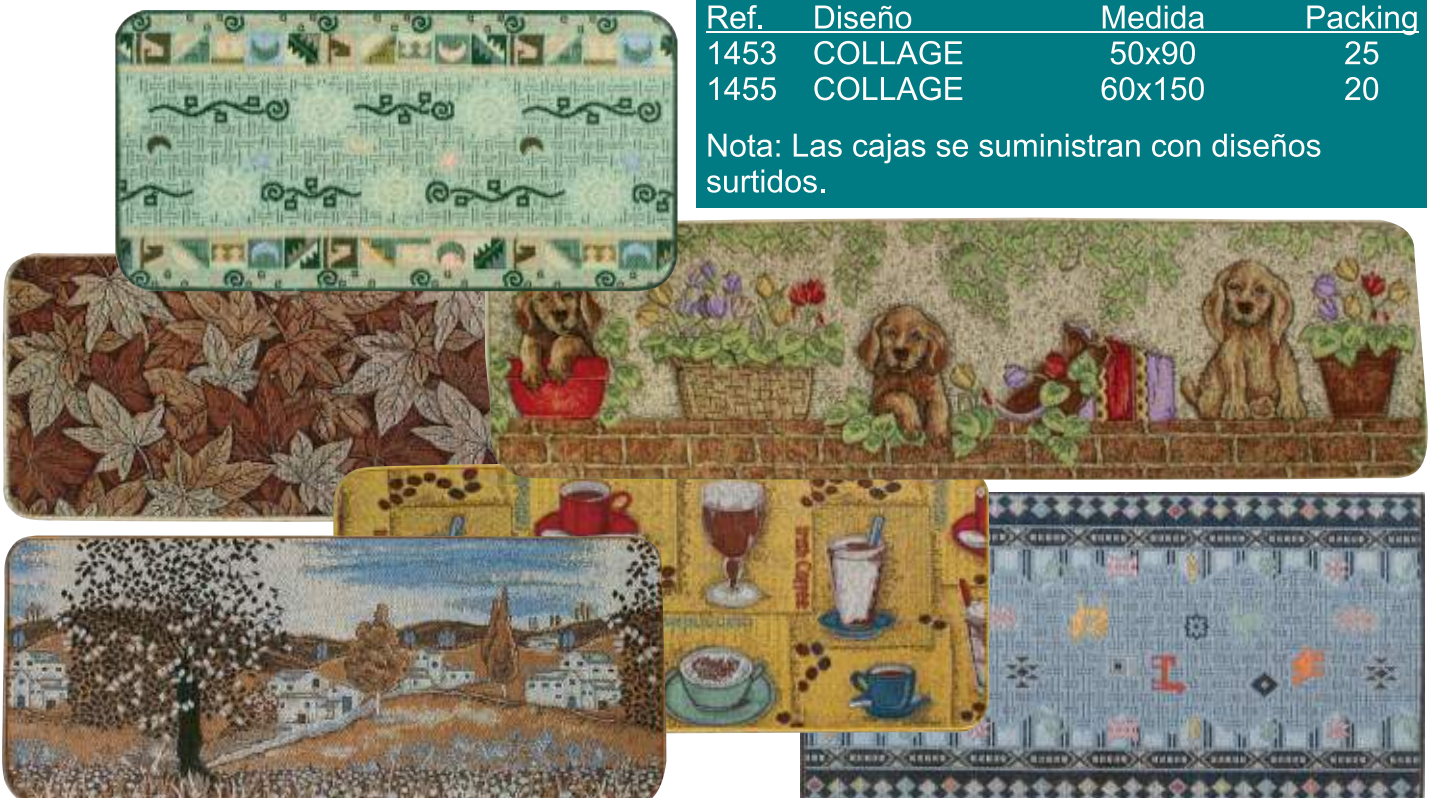 Ref. Diseño Medida Packing
1453 COLLAGE 50x90 25
1455 COLLAGE 60x150 20
Nota: Las cajas se suministran con diseños
surtidos.